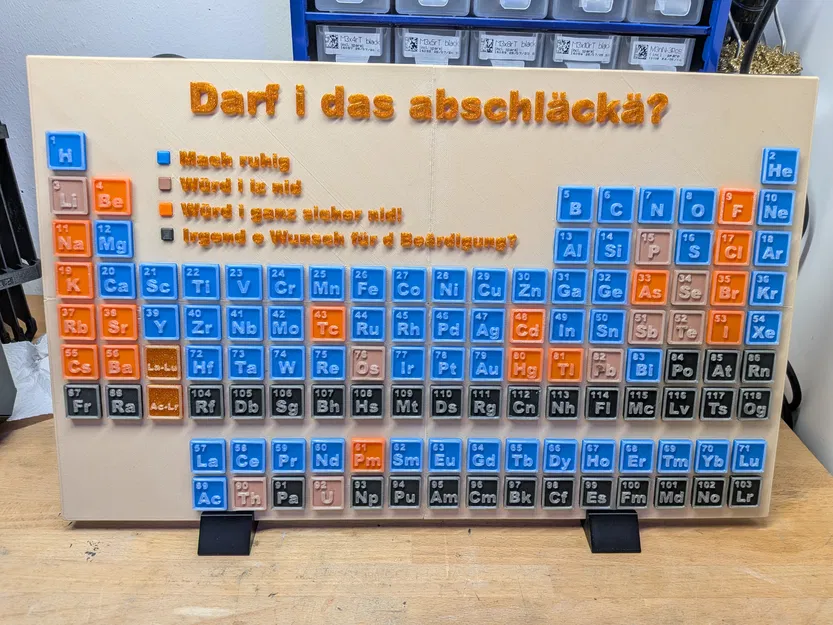 Darf i das abschläckä?
Mach ruhig
Würd i nid
Würd i ganz sicher nid!
Irgend e Wunsch für d Beärdigung?
1 H 2 He
3 Li 4 Be 5 B 6 C 7 N 8 O 9 F 10 Ne
11 Na 12 Mg 13 Al 14 Si 15 P 16 S 17 Cl 18 Ar
19 K 20 Ca 21 Sc 22 Ti 23 V 24 Cr 25 Mn 26 Fe 27 Co 28 Ni 29 Cu 30 Zn 31 Ga 32 Ge 33 As 34 Se 35 Br 36 Kr
37 Rb 38 Sr 39 Y 40 Zr 41 Nb 42 Mo 43 Tc 44 Ru 45 Rh 46 Pd 47 Ag 48 Cd 49 In 50 Sn 51 Sb 52 Te 53 I 54 Xe
55 Cs 56 Ba La-Lu 72 Hf 73 Ta 74 W 75 Re 76 Os 77 Ir 78 Pt 79 Au 80 Hg 81 Tl 82 Pb 83 Bi 84 Po 85 At 86 Rn
87 Fr 88 Ra Ac-Lr 104 Rf 105 Db 106 Sg 107 Bh 108 Hs 109 Mt 110 Ds 111 Rg 112 Cn 113 Nh 114 Fl 115 Mc 116 Lv 117 Ts 118 Og
57 La 58 Ce 59 Pr 60 Nd 61 Pm 62 Sm 63 Eu 64 Gd 65 Tb 66 Dy 67 Ho 68 Er 69 Tm 70 Yb 71 Lu
89 Ac 90 Th 91 Pa 92 U 93 Np 94 Pu 95 Am 96 Cm 97 Bk 98 Cf 99 Es 100 Fm 101 Md 102 No 103 Lr